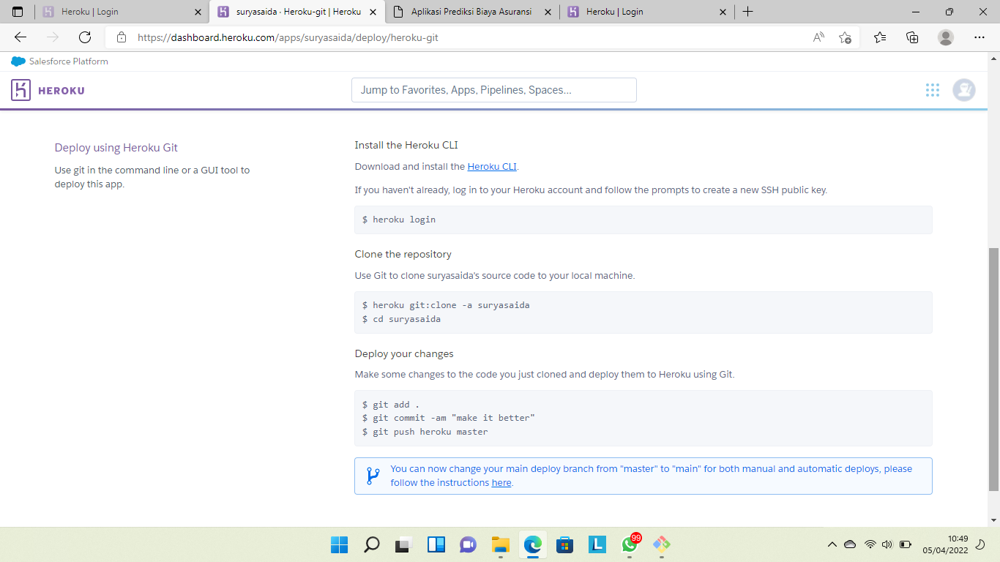 Heroku | Login
suryasaida · Heroku-git | Heroku
Aplikasi Prediksi Biaya Asuransi
Heroku | Login
https://dashboard.heroku.com/apps/suryasaida/deploy/heroku-git
Salesforce Platform
HEROKU
Jump to Favorites, Apps, Pipelines, Spaces...
Deploy using Heroku Git
Use git in the command line or a GUI tool to
deploy this app.
Install the Heroku CLI
Download and install the Heroku CLI.
If you haven't already, log in to your Heroku account and follow the prompts to create a new SSH public key.
$ heroku login
Clone the repository
Use Git to clone suryasaida's source code to your local machine.
$ heroku git:clone -a suryasaida
$ cd suryasaida
Deploy your changes
Make some changes to the code you just cloned and deploy them to Heroku using Git.
$ git add .
$ git commit -am "make it better"
$ git push heroku master
You can now change your main deploy branch from "master" to "main" for both manual and automatic deploys, please
follow the instructions here.
L
99
10:49
05/04/2022